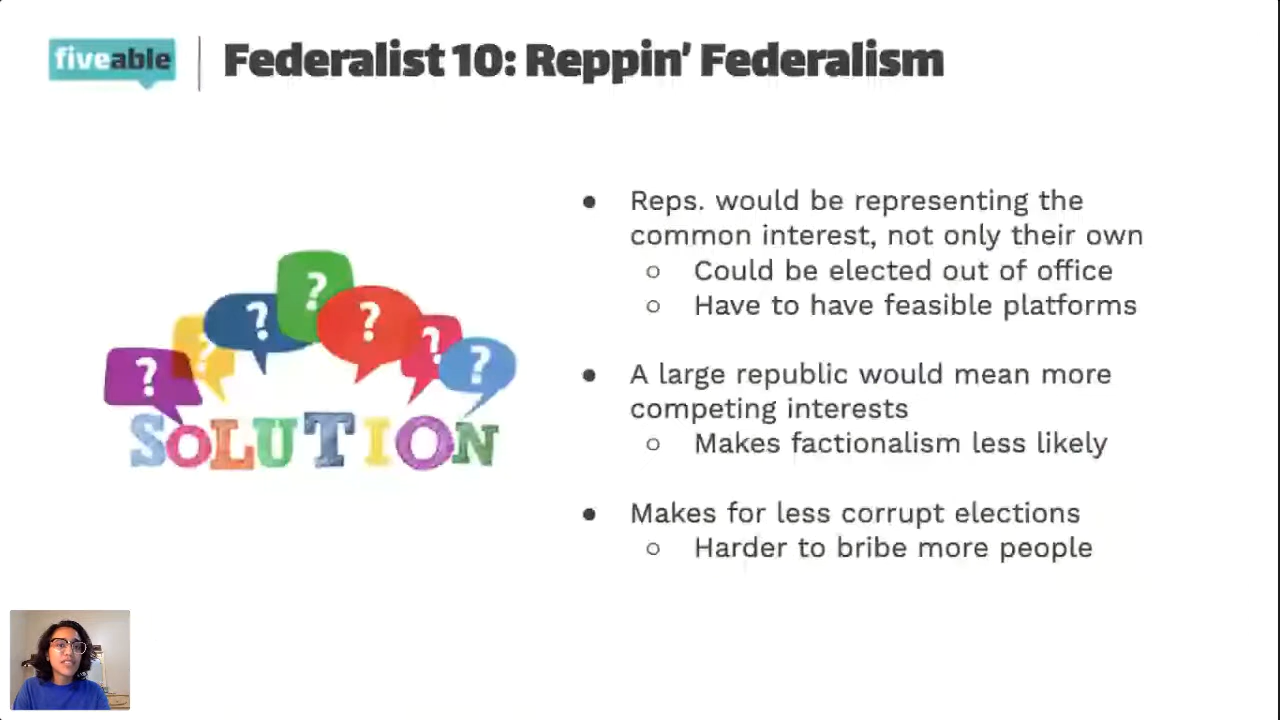 fiveable
Federalist 10: Reppin' Federalism
? ? ? ? ? ? ?
SOLUTION
● Reps. would be representing the
common interest, not only their own
○ Could be elected out of office
○ Have to have feasible platforms
● A large republic would mean more
competing interests
○ Makes factionalism less likely
● Makes for less corrupt elections
○ Harder to bribe more people